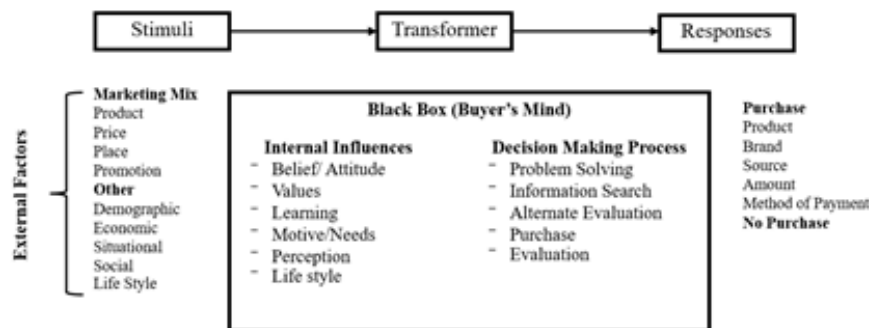 Stimuli
Transformer
Responses
External Factors
Marketing Mix
Product
Price
Place
Promotion
Other
Demographic
Economic
Situational
Social
Life Style
Black Box (Buyer's Mind)
Internal Influences
- Belief/ Attitude
- Values
- Learning
- Motive/Needs
- Perception
- Life style
Decision Making Process
- Problem Solving
- Information Search
- Alternate Evaluation
- Purchase
- Evaluation
Purchase
Product
Brand
Source
Amount
Method of Payment
No Purchase